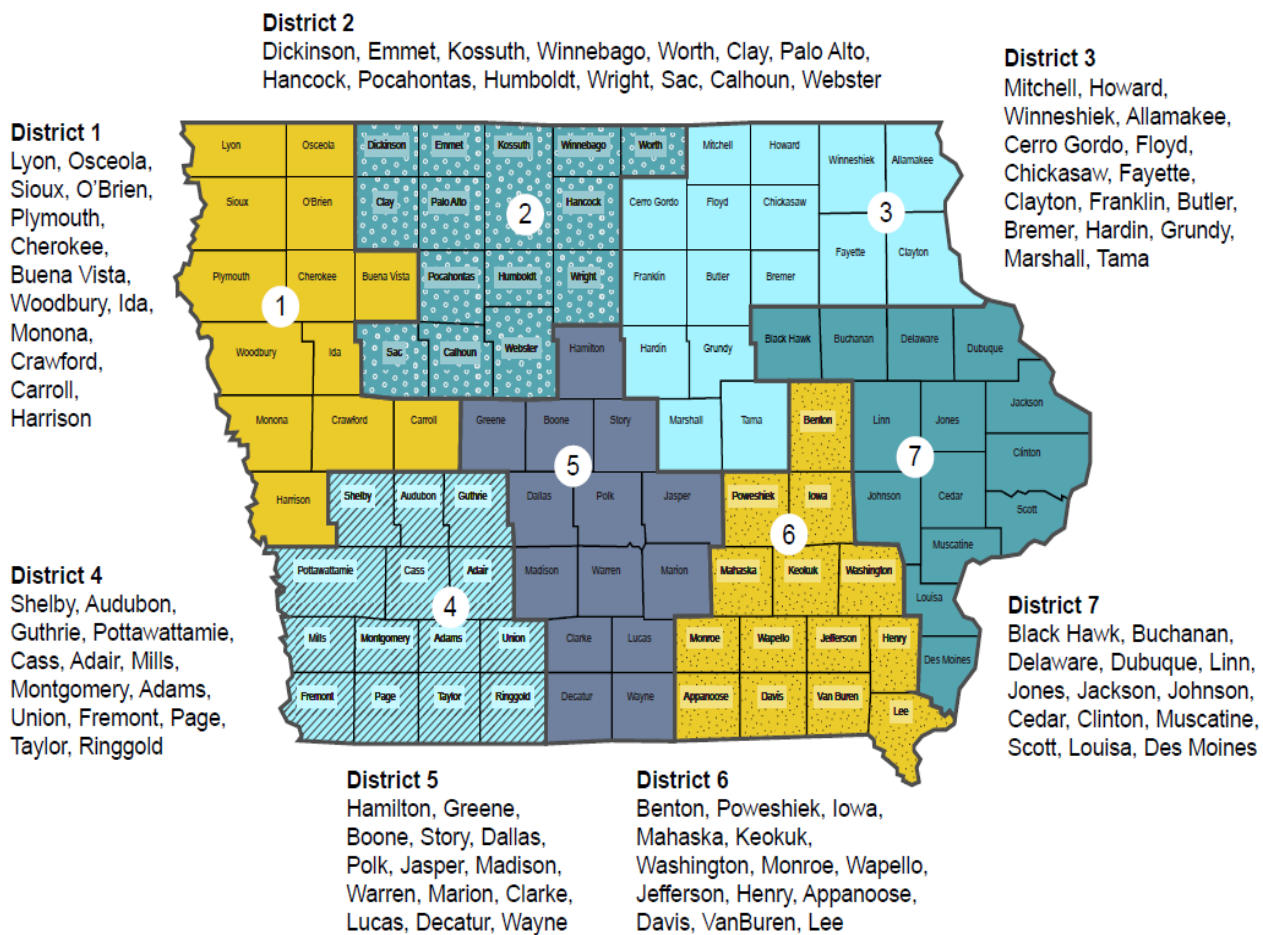 District 2
Dickinson, Emmet, Kossuth, Winnebago, Worth, Clay, Palo Alto,
Hancock, Pocahontas, Humboldt, Wright, Sac, Calhoun, Webster
District 3
Mitchell, Howard,
Winneshiek, Allamakee,
Cerro Gordo, Floyd,
Chickasaw, Fayette,
Clayton, Franklin, Butler,
Bremer, Hardin, Grundy,
Marshall, Tama
District 1
Lyon, Osceola,
Sioux, O'Brien,
Plymouth,
Cherokee,
Buena Vista,
Woodbury, Ida,
Monona,
Crawford,
Carroll,
Harrison
Lyon Osceola Dickinson Emmet Kossuth Winnebago Worth Mitchell Howard Winneshiek Allamakee
Sioux O'Brien Clay Palo Alto 2 Hancock Cerro Gordo Floyd Chickasaw 3
Fayette Clayton
Plymouth Cherokee Buena Vista Pocahontas Humboldt Wright Franklin Butler Bremer
1
Woodbury Ida Sac Calhoun Webster Hamilton Hardin Grundy Black Hawk Buchanan Delaware Dubuque
Monona Crawford Carroll Greene Boone Story Marshall Tama Benton Linn Jones Jackson
5 7 Clinton
Harrison Shelby Audubon Guthrie Dallas Polk Jasper Poweshiek Iowa Johnson Cedar Scott
6 Muscatine
Pottawattamie Cass Adair Madison Warren Marion Mahaska Keokuk Washington Louisa
4
Mills Montgomery Adams Union Clarke Lucas Monroe Wapello Jefferson Henry Des Moines
Fremont Page Taylor Ringgold Decatur Wayne Appanoose Davis Van Buren Lee
District 4
Shelby, Audubon,
Guthrie, Pottawattamie,
Cass, Adair, Mills,
Montgomery, Adams,
Union, Fremont, Page,
Taylor, Ringgold
District 7
Black Hawk, Buchanan,
Delaware, Dubuque, Linn,
Jones, Jackson, Johnson,
Cedar, Clinton, Muscatine,
Scott, Louisa, Des Moines
District 5
Hamilton, Greene,
Boone, Story, Dallas,
Polk, Jasper, Madison,
Warren, Marion, Clarke,
Lucas, Decatur, Wayne
District 6
Benton, Poweshiek, Iowa,
Mahaska, Keokuk,
Washington, Monroe, Wapello,
Jefferson, Henry, Appanoose,
Davis, VanBuren, Lee